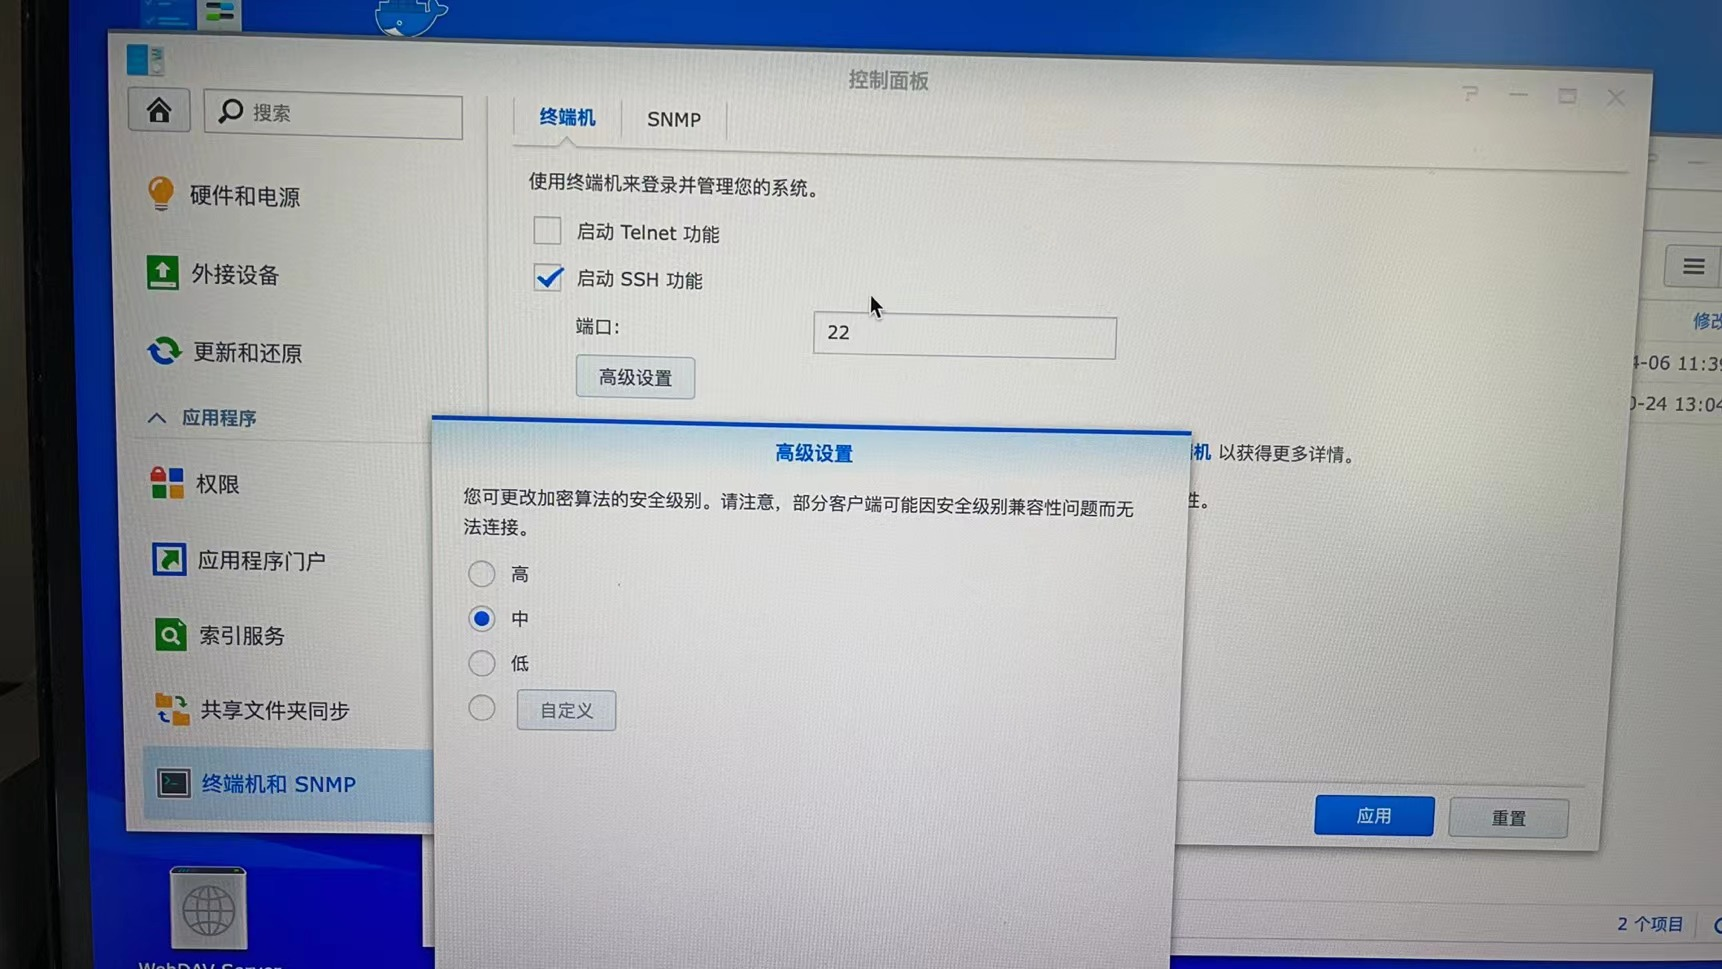 控制面板
搜索
终端机
SNMP
硬件和电源
外接设备
更新和还原
应用程序
权限
应用程序门户
索引服务
共享文件夹同步
终端机和 SNMP
使用终端机来登录并管理您的系统。
启动 Telnet 功能
启动 SSH 功能
端口:
22
高级设置
机 以获得更多详情。
性。
高级设置
您可更改加密算法的安全级别。请注意，部分客户端可能因安全级别兼容性问题而无
法连接。
高
中
低
自定义
应用
重置
修改
4-06 11:39
0-24 13:04
2 个项目
WebDAV Server